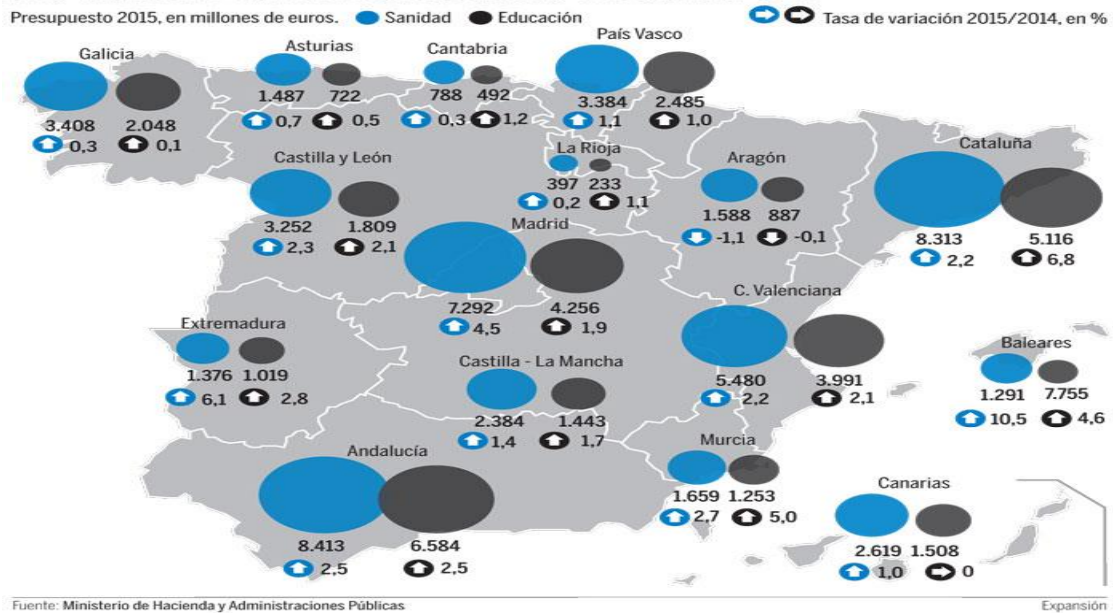 Presupuesto 2015, en millones de euros. Sanidad Educación Tasa de variación 2015/2014, en %
Galicia
3.408 2.048
0,3 0,1
Asturias
1.487 722
0,7 0,5
Cantabria
788 492
0,3 1,2
País Vasco
3.384 2.485
1,1 1,0
Castilla y León
3.252 1.809
2,3 2,1
La Rioja
397 233
0,2 1,1
Aragón
1.588 887
-1,1 -0,1
Cataluña
8.313 5.116
2,2 6,8
Madrid
7.292 4.256
4,5 1,9
C. Valenciana
5.480 3.991
2,2 2,1
Extremadura
1.376 1.019
6,1 2,8
Castilla - La Mancha
2.384 1.443
1,4 1,7
Baleares
1.291 7.755
10,5 4,6
Andalucía
8.413 6.584
2,5 2,5
Murcia
1.659 1.253
2,7 5,0
Canarias
2.619 1.508
1,0 0
Fuente: Ministerio de Hacienda y Administraciones Públicas Expansión